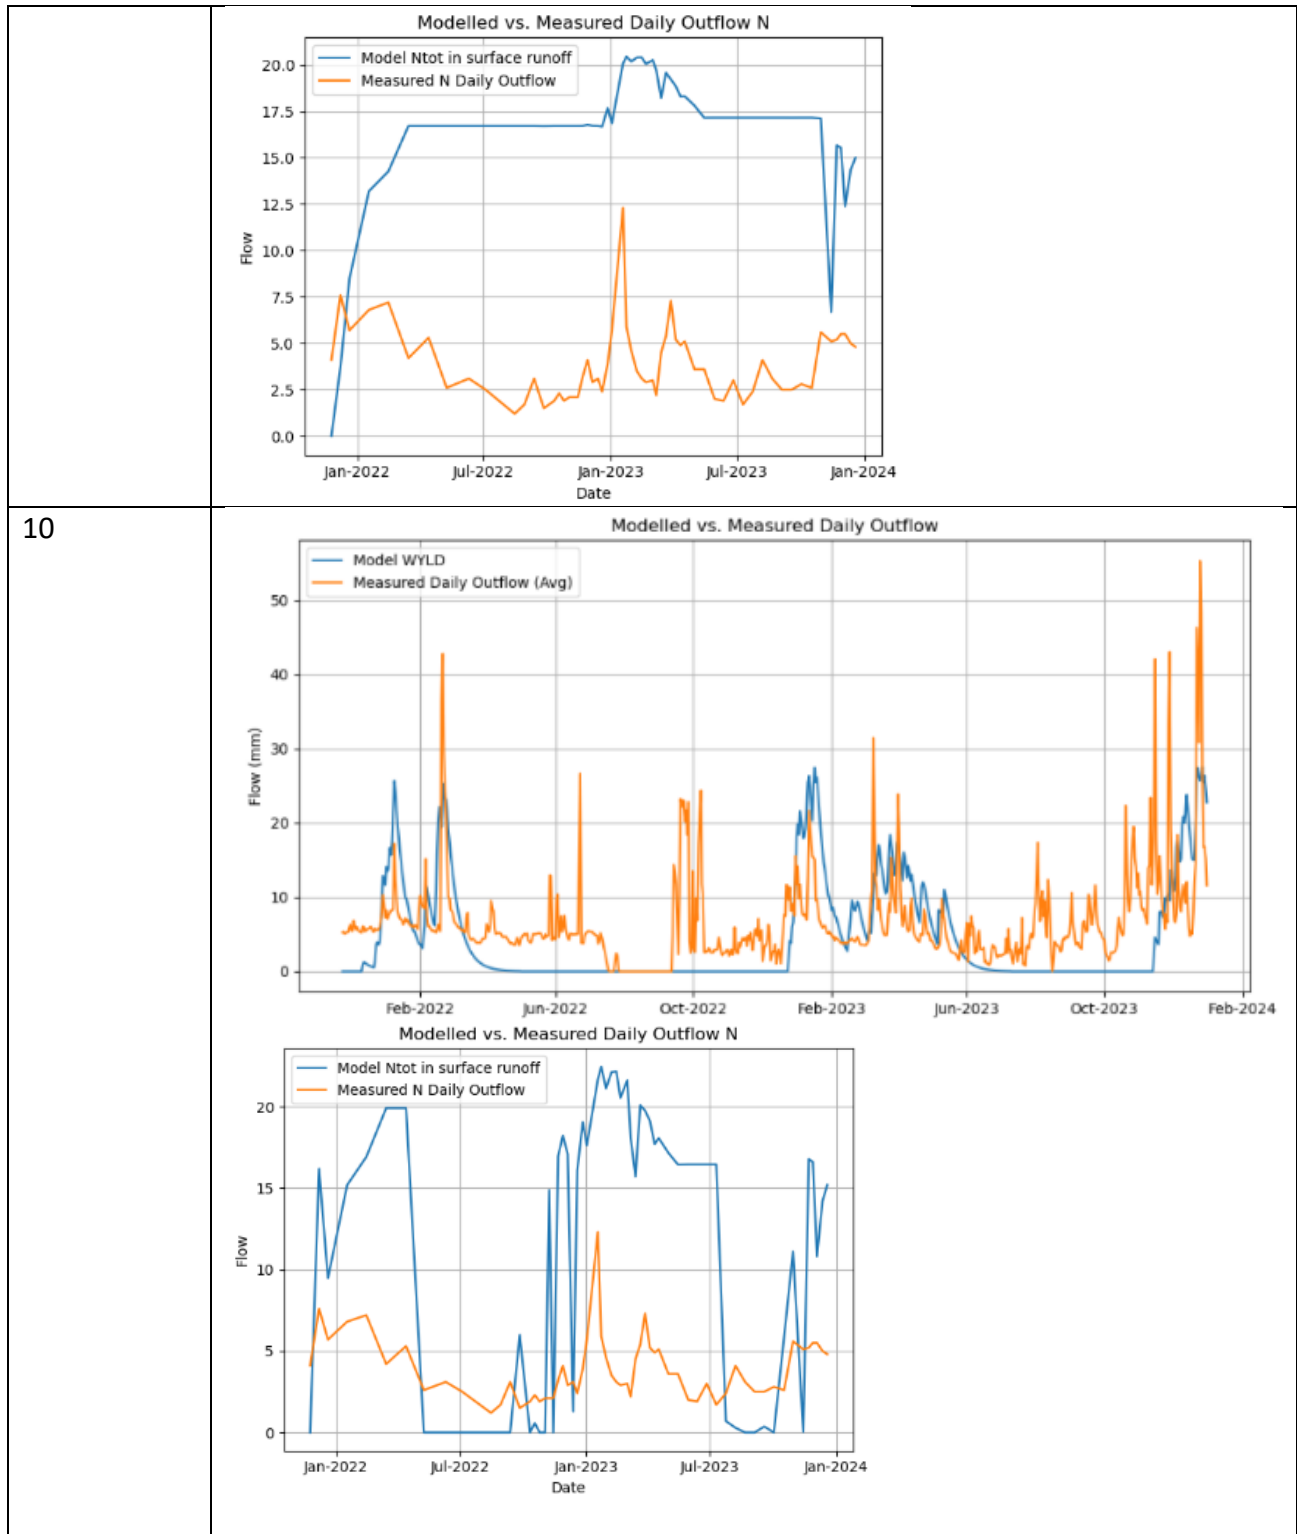 Modelled vs. Measured Daily Outflow N
Model Ntot in surface runoff
Measured N Daily Outflow
20.0
17.5
15.0
12.5
10.0
7.5
5.0
2.5
0.0
Flow
Jan-2022 Jul-2022 Jan-2023 Jul-2023 Jan-2024
Date
10
Modelled vs. Measured Daily Outflow
Model WYLD
Measured Daily Outflow (Avg)
50
40
30
20
10
0
Flow (mm)
Feb-2022 Jun-2022 Oct-2022 Feb-2023 Jun-2023 Oct-2023 Feb-2024
Modelled vs. Measured Daily Outflow N
Model Ntot in surface runoff
Measured N Daily Outflow
20
15
10
5
0
Flow
Jan-2022 Jul-2022 Jan-2023 Jul-2023 Jan-2024
Date